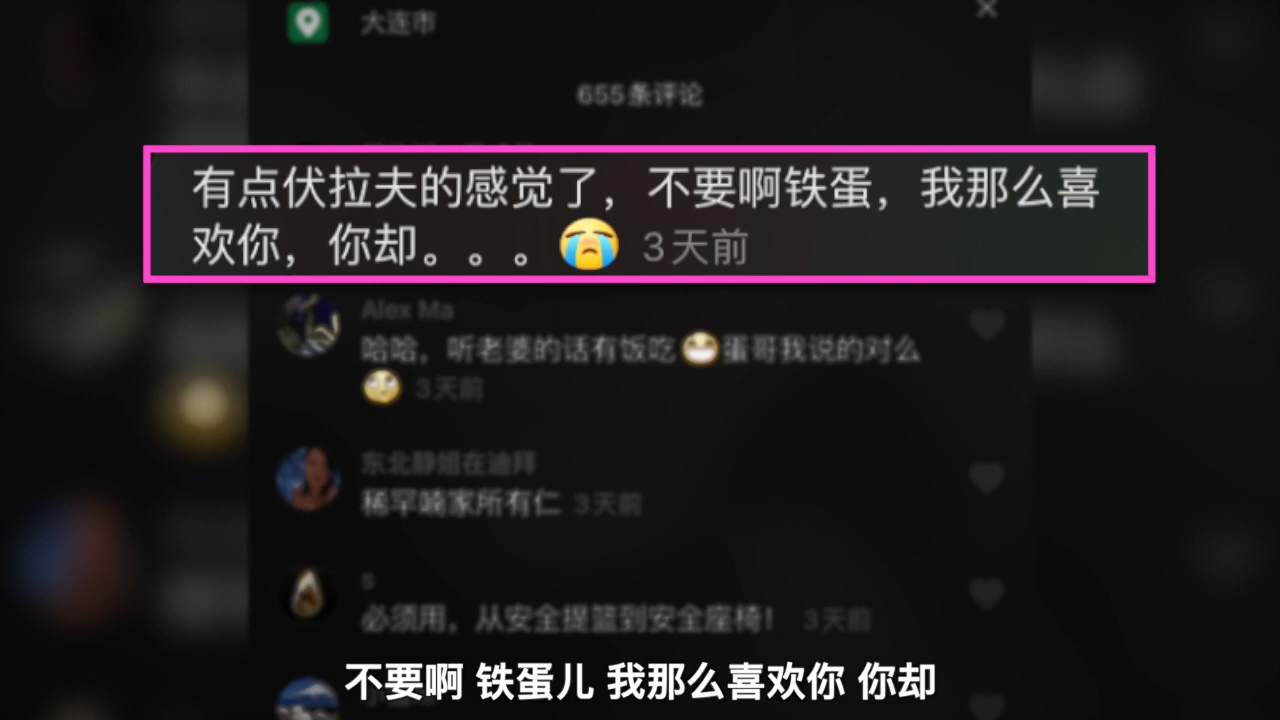 大连市
655条评论
有点伏拉夫的感觉了，不要啊铁蛋，我那么喜
欢你，你却。。。😭 3天前
Alex Ma
哈哈，听老婆的话有饭吃😁蛋哥我说的对么
🙄 3天前
东北静姐在迪拜
稀罕喃家所有仁 3天前
s
必须用，从安全提篮到安全座椅！ 3天前
不要啊 铁蛋儿 我那么喜欢你 你却